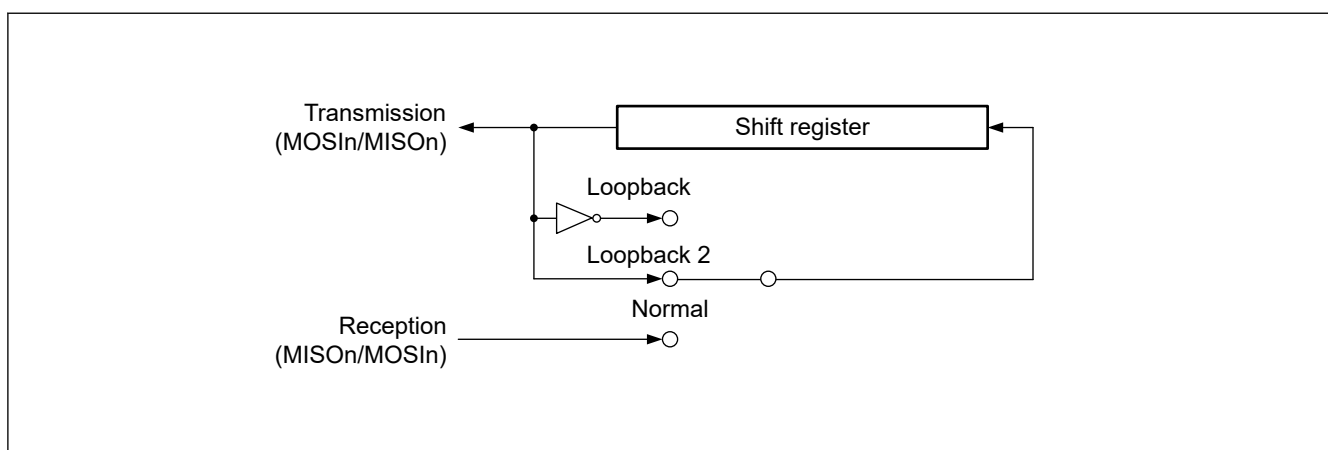 Transmission
(MOSIn/MISOn)
Shift register
Loopback
Loopback 2
Normal
Reception
(MISOn/MOSIn)